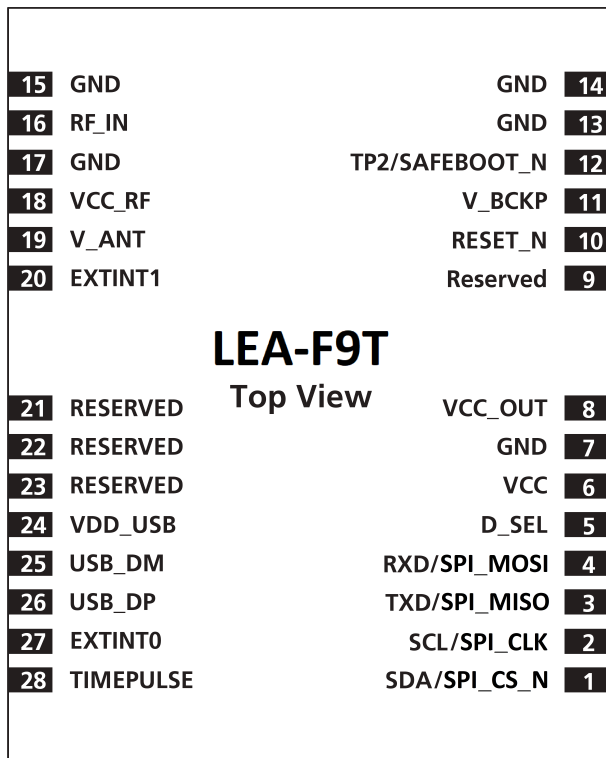 15 GND GND 14
16 RF_IN GND 13
17 GND TP2/SAFEBOOT_N 12
18 VCC_RF V_BCKP 11
19 V_ANT RESET_N 10
20 EXTINT1 Reserved 9
LEA-F9T
Top View
21 RESERVED VCC_OUT 8
22 RESERVED GND 7
23 RESERVED VCC 6
24 VDD_USB D_SEL 5
25 USB_DM RXD/SPI_MOSI 4
26 USB_DP TXD/SPI_MISO 3
27 EXTINT0 SCL/SPI_CLK 2
28 TIMEPULSE SDA/SPI_CS_N 1